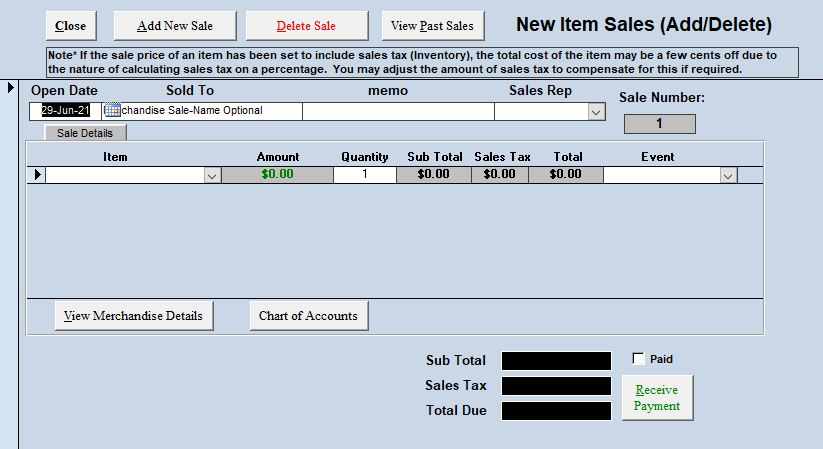 Close Add New Sale Delete Sale View Past Sales New Item Sales (Add/Delete)
Note* If the sale price of an item has been set to include sales tax (Inventory), the total cost of the item may be a few cents off due to
the nature of calculating sales tax on a percentage. You may adjust the amount of sales tax to compensate for this if required.
Open Date Sold To memo Sales Rep Sale Number:
29-Jun-21 chandise Sale-Name Optional 1
Sale Details
Item Amount Quantity Sub Total Sales Tax Total Event
$0.00 1 $0.00 $0.00 $0.00
View Merchandise Details Chart of Accounts
Sub Total Paid
Sales Tax Receive
Total Due Payment